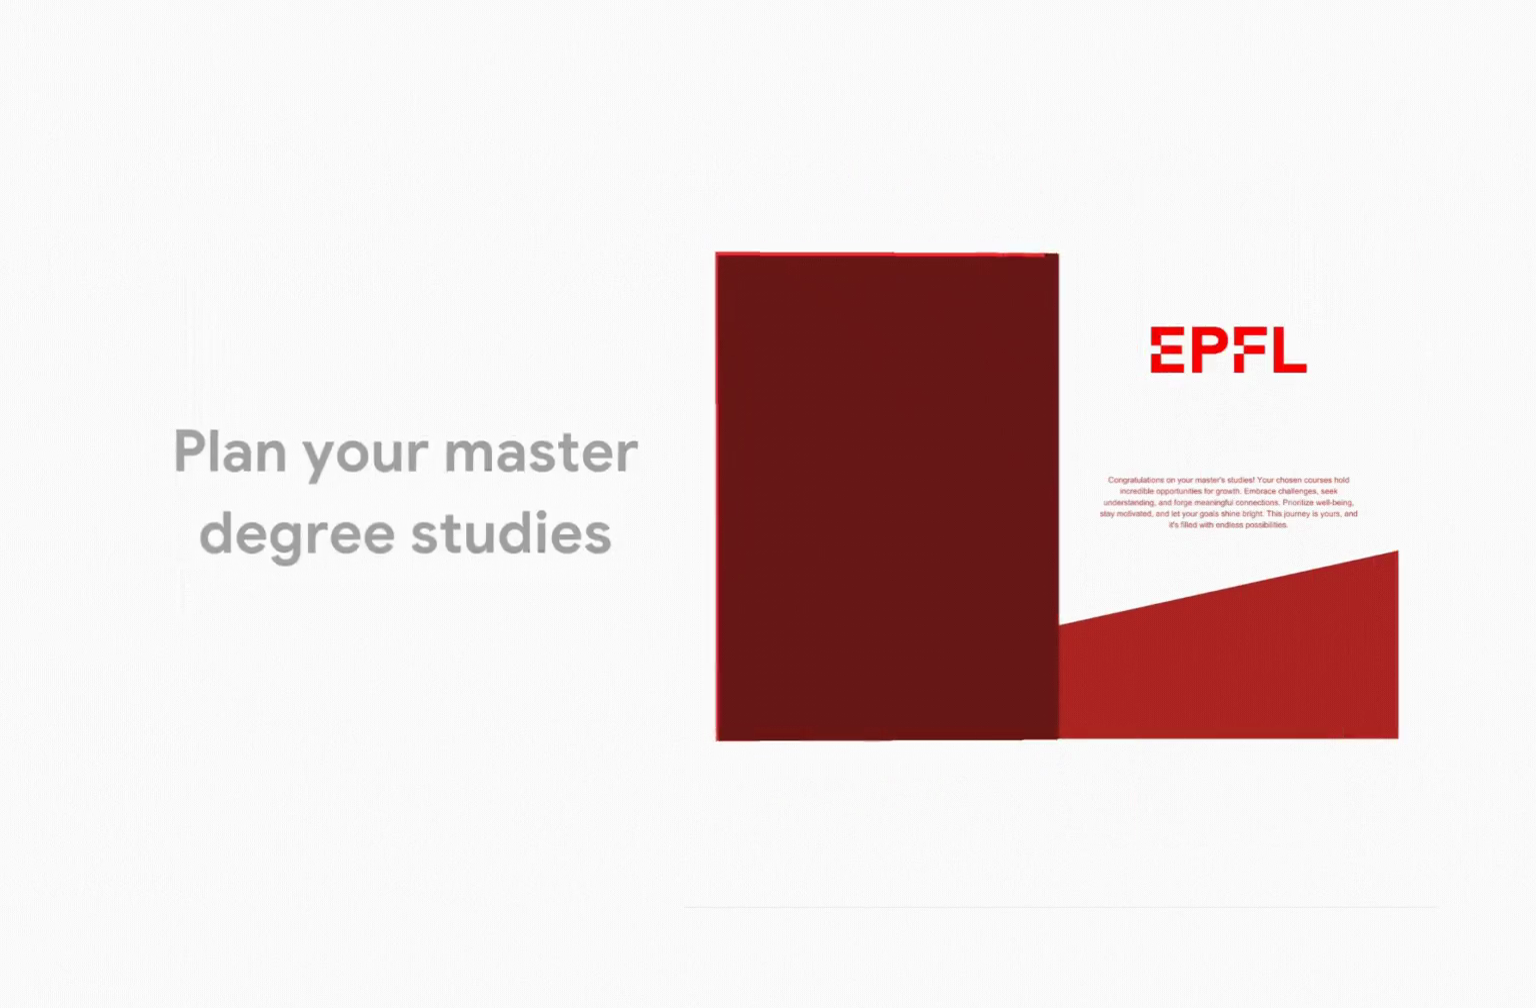 Plan your master
degree studies
EPFL
Congratulations on your master's studies! Your chosen courses hold
incredible opportunities for growth. Embrace challenges, seek
understanding, and forge meaningful connections. Prioritize well-being,
stay motivated, and let your goals shine bright. This journey is yours, and
it's filled with endless possibilities.